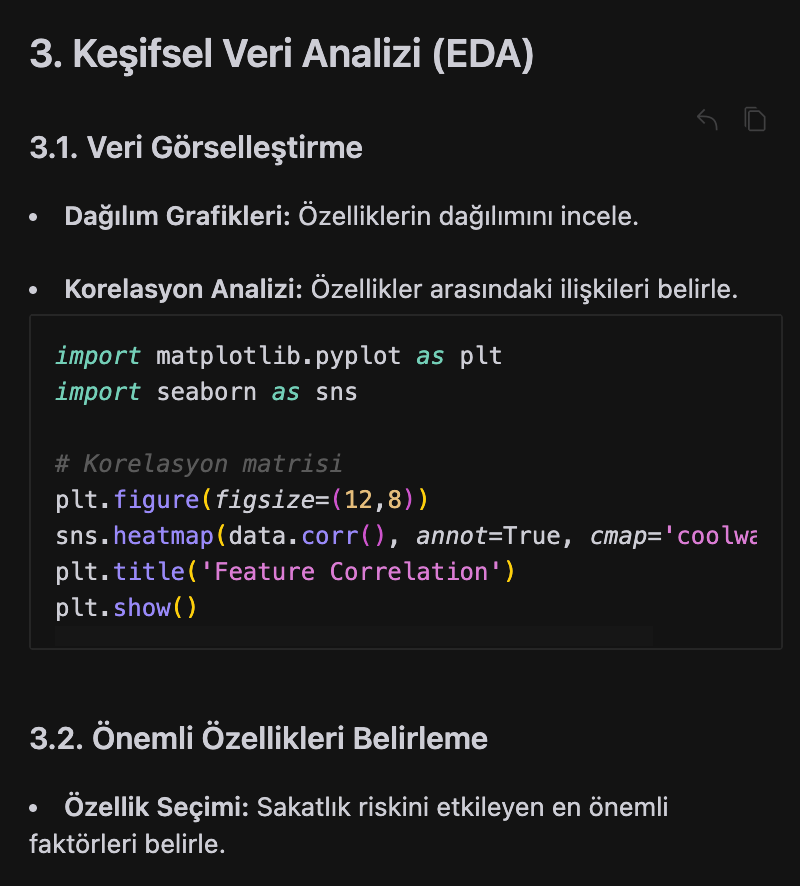 3. Keşifsel Veri Analizi (EDA)
3.1. Veri Görselleştirme
• Dağılım Grafikleri: Özelliklerin dağılımını incele.
• Korelasyon Analizi: Özellikler arasındaki ilişkileri belirle.
import matplotlib.pyplot as plt
import seaborn as sns
# Korelasyon matrisi
plt.figure(figsize=(12,8))
sns.heatmap(data.corr(), annot=True, cmap='coolwa
plt.title('Feature Correlation')
plt.show()
3.2. Önemli Özellikleri Belirleme
• Özellik Seçimi: Sakatlık riskini etkileyen en önemli
faktörleri belirle.